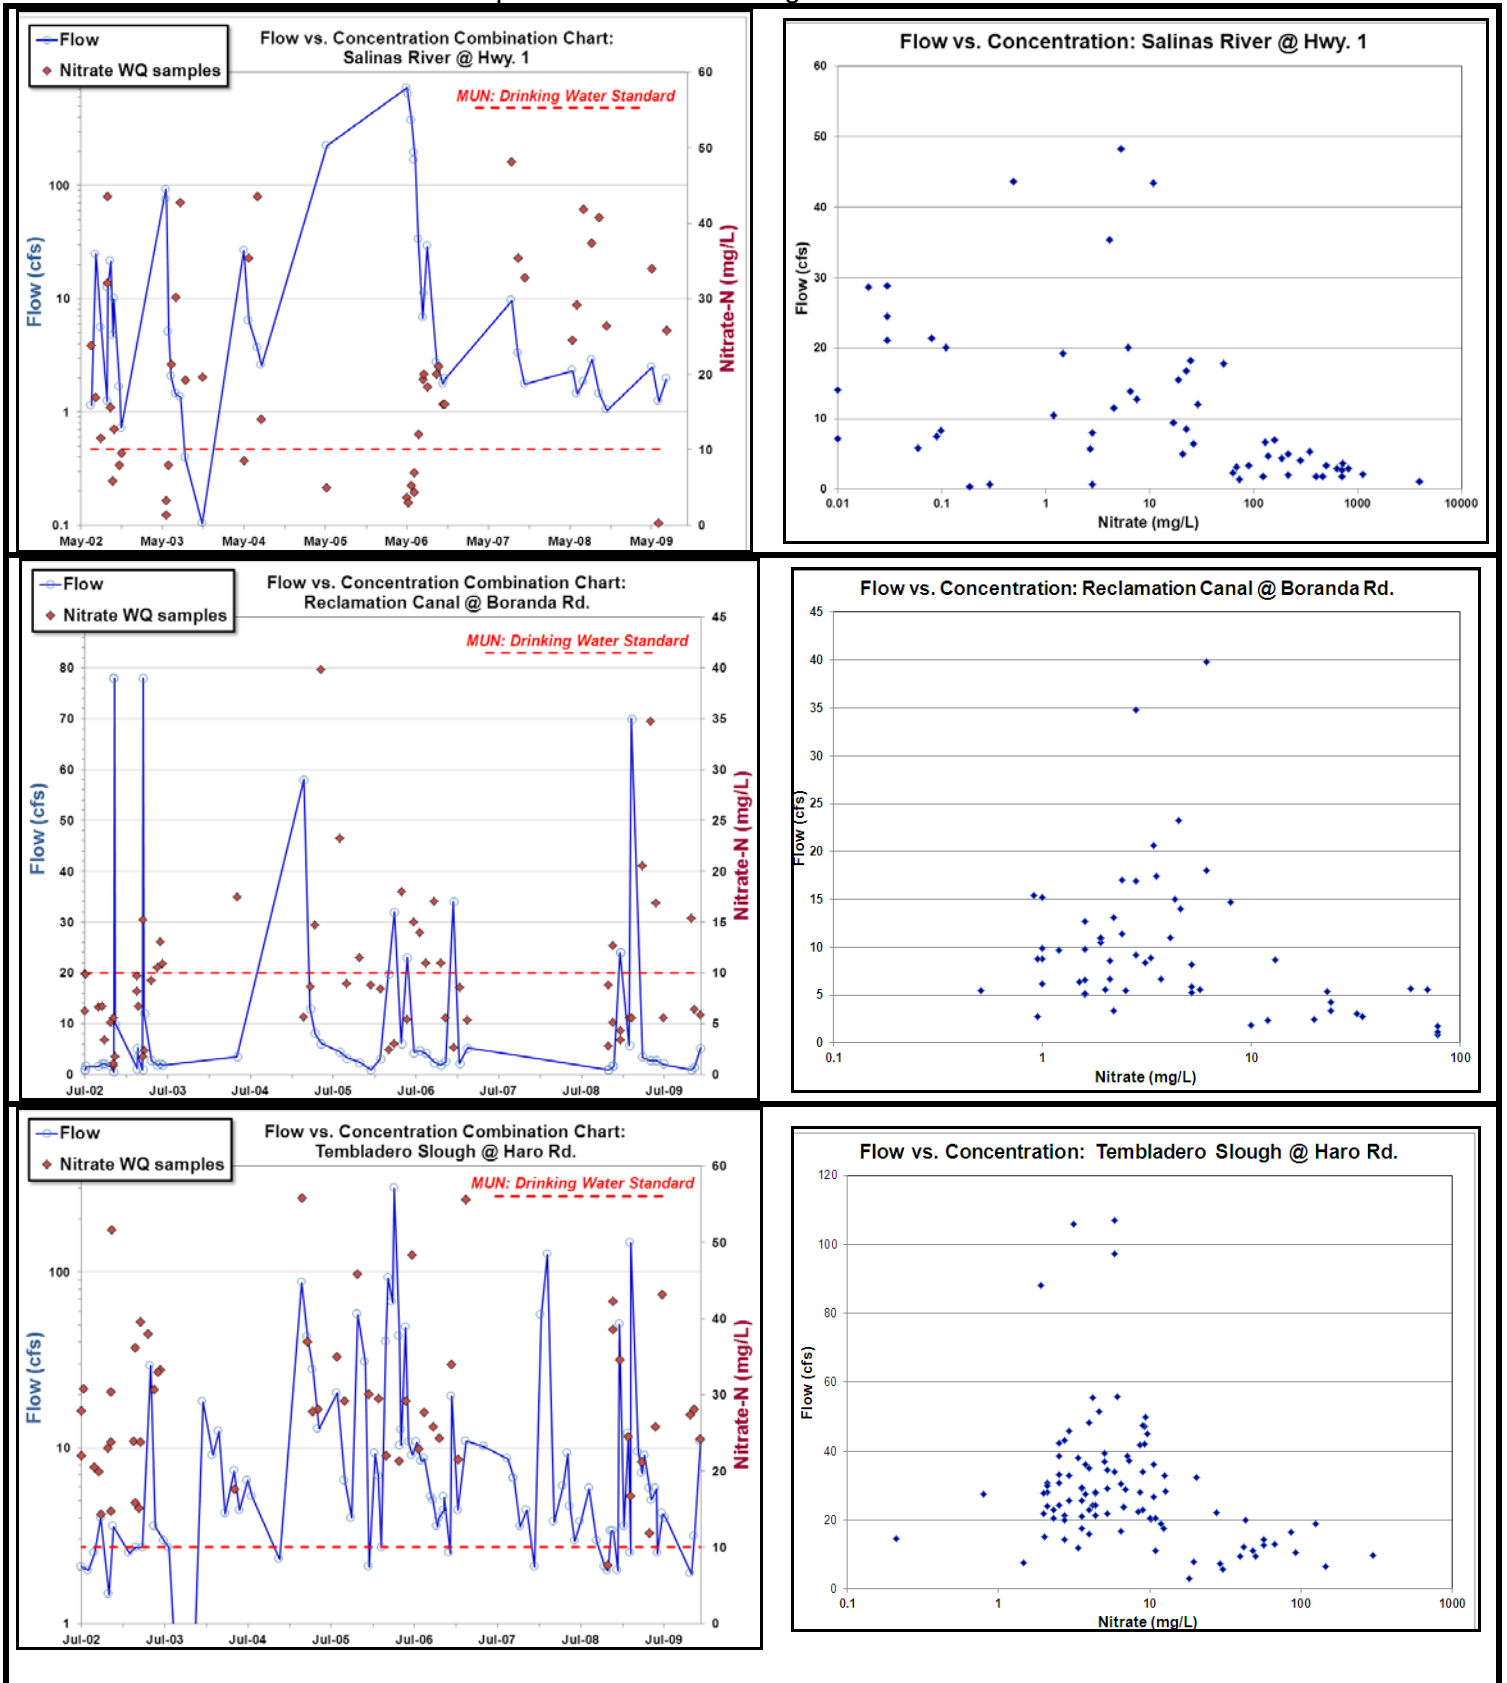 Flow
Nitrate WQ samples
Flow vs. Concentration Combination Chart:
Salinas River @ Hwy. 1
MUN: Drinking Water Standard
Flow (cfs)
100
10
1
0.1
60
50
40
30
20
10
0
Nitrate-N (mg/L)
May-02 May-03 May-04 May-05 May-06 May-07 May-08 May-09
Flow vs. Concentration: Salinas River @ Hwy. 1
Flow (cfs)
60
50
40
30
20
10
0
0.01 0.1 1 10 100 1000 10000
Nitrate (mg/L)
Flow
Nitrate WQ samples
Flow vs. Concentration Combination Chart:
Reclamation Canal @ Boranda Rd.
MUN: Drinking Water Standard
Flow (cfs)
80
70
60
50
40
30
20
10
0
45
40
35
30
25
20
15
10
5
0
Nitrate-N (mg/L)
Jul-02 Jul-03 Jul-04 Jul-05 Jul-06 Jul-07 Jul-08 Jul-09
Flow vs. Concentration: Reclamation Canal @ Boranda Rd.
Flow (cfs)
45
40
35
30
25
20
15
10
5
0
0.1 1 10 100
Nitrate (mg/L)
Flow
Nitrate WQ samples
Flow vs. Concentration Combination Chart:
Tembladero Slough @ Haro Rd.
MUN: Drinking Water Standard
Flow (cfs)
100
10
1
60
50
40
30
20
10
0
Nitrate-N (mg/L)
Jul-02 Jul-03 Jul-04 Jul-05 Jul-06 Jul-07 Jul-08 Jul-09
Flow vs. Concentration: Tembladero Slough @ Haro Rd.
Flow (cfs)
120
100
80
60
40
20
0
0.1 1 10 100 1000
Nitrate (mg/L)